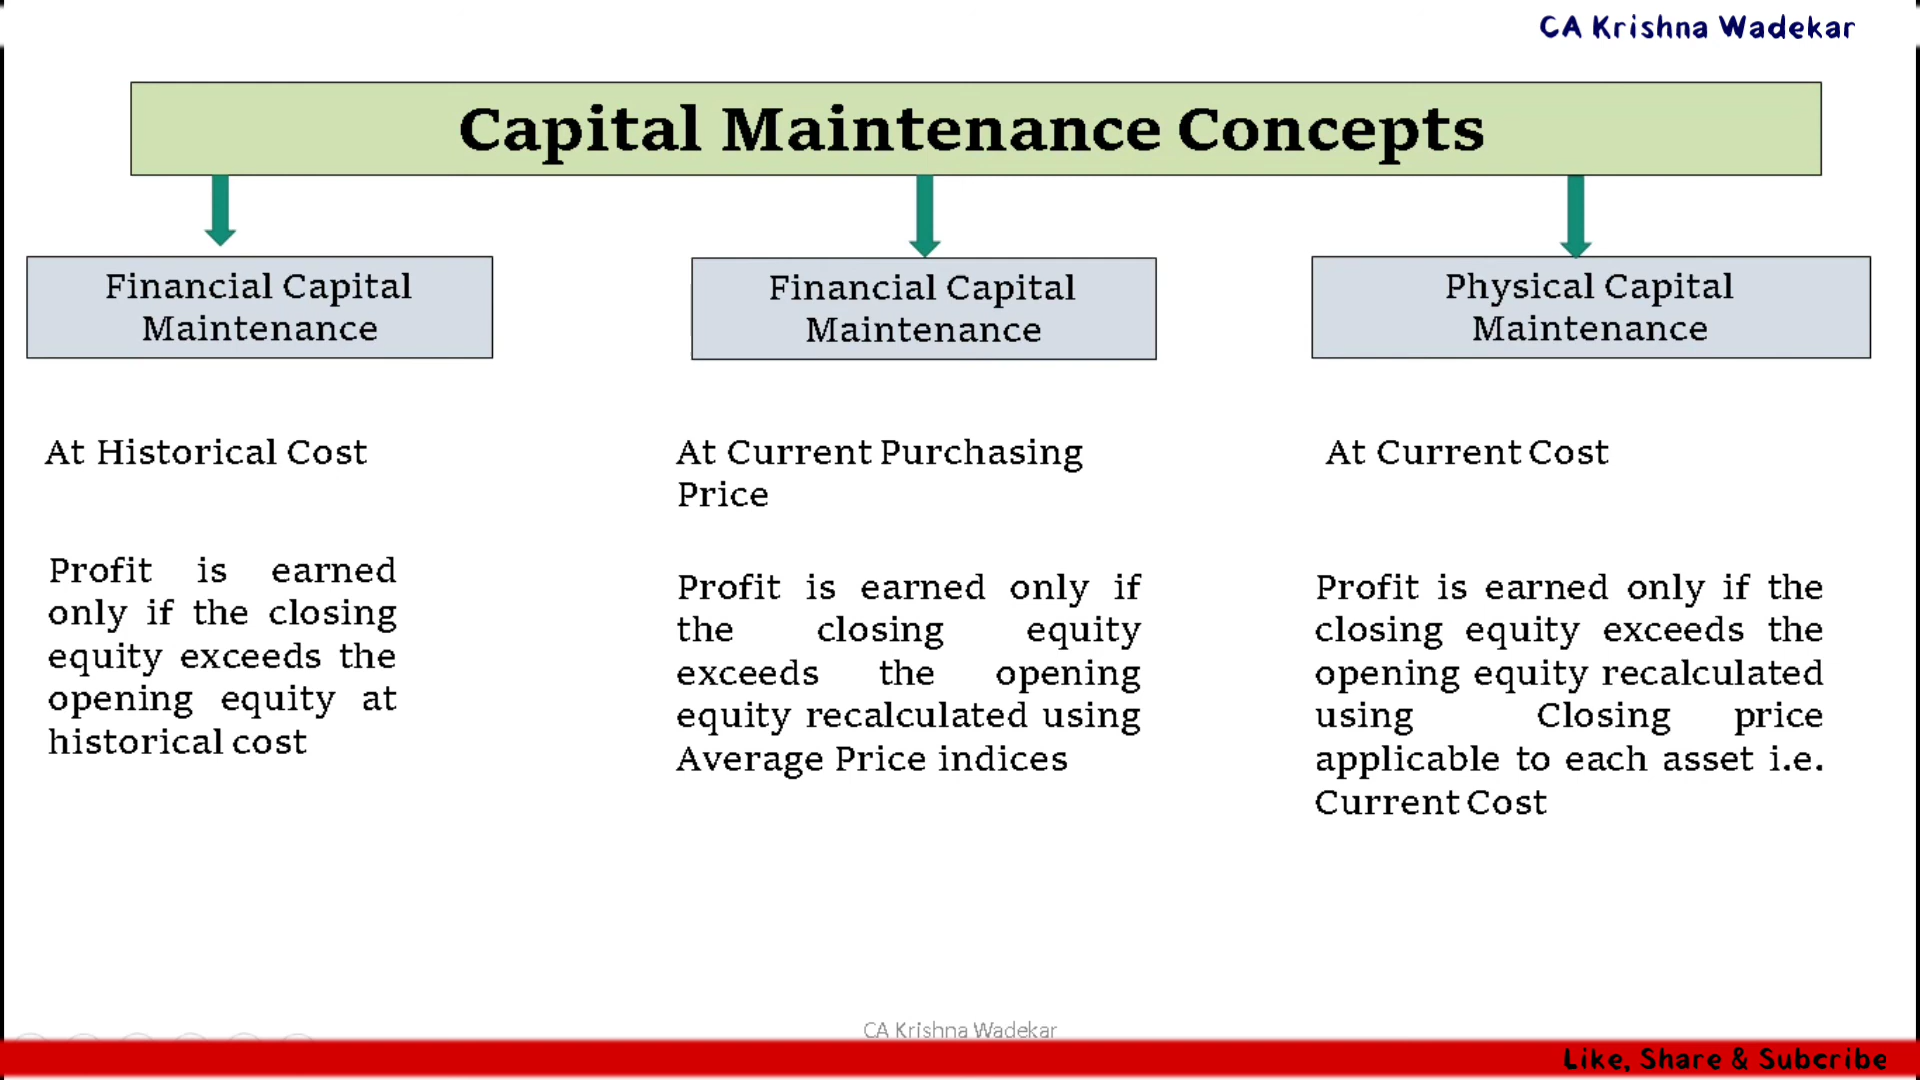 CA Krishna Wadekar
Capital Maintenance Concepts
Financial Capital
Maintenance
At Historical Cost
Profit is earned
only if the closing
equity exceeds the
opening equity at
historical cost
Financial Capital
Maintenance
At Current Purchasing
Price
Profit is earned only if
the closing equity
exceeds the opening
equity recalculated using
Average Price indices
Physical Capital
Maintenance
At Current Cost
Profit is earned only if the
closing equity exceeds the
opening equity recalculated
using Closing price
applicable to each asset i.e.
Current Cost
CA Krishna Wadekar
Like, Share & Subcribe